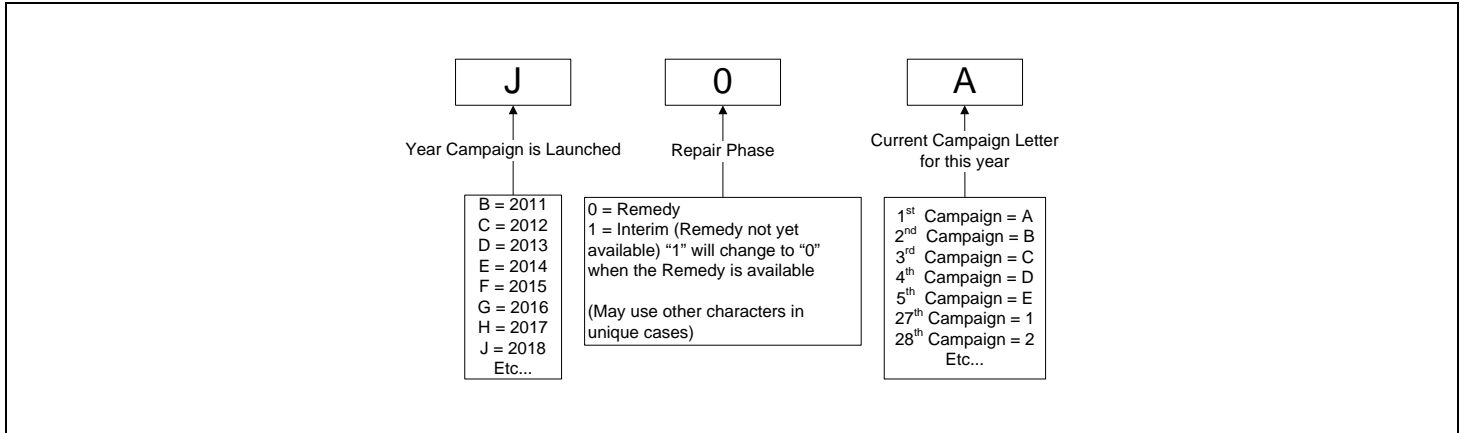 J
0
A
Year Campaign is Launched
Repair Phase
Current Campaign Letter
for this year
B = 2011
C = 2012
D = 2013
E = 2014
F = 2015
G = 2016
H = 2017
J = 2018
Etc...
0 = Remedy
1 = Interim (Remedy not yet
available) “1” will change to “0”
when the Remedy is available
(May use other characters in
unique cases)
1st Campaign = A
2nd Campaign = B
3rd Campaign = C
4th Campaign = D
5th Campaign = E
27th Campaign = 1
28th Campaign = 2
Etc...